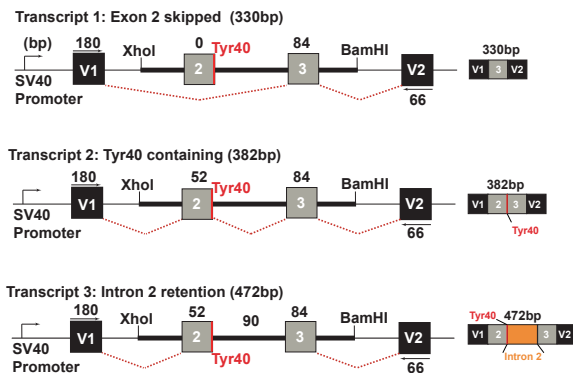 Transcript 1: Exon 2 skipped (330bp)
(bp) 180 XhoI 0 Tyr40 84 BamHI 330bp
V1 2 3 V2 V1 3 V2
SV40
Promoter 66
Transcript 2: Tyr40 containing (382bp)
180 XhoI 52 Tyr40 84 BamHI 382bp
V1 2 3 V2 V1 2 3 V2
SV40
Promoter 66 Tyr40
Transcript 3: Intron 2 retention (472bp)
180 XhoI 52 90 84 BamHI Tyr40 472bp
V1 2 3 V2 V1 2 3 V2
SV40 Tyr40 Intron 2
Promoter 66